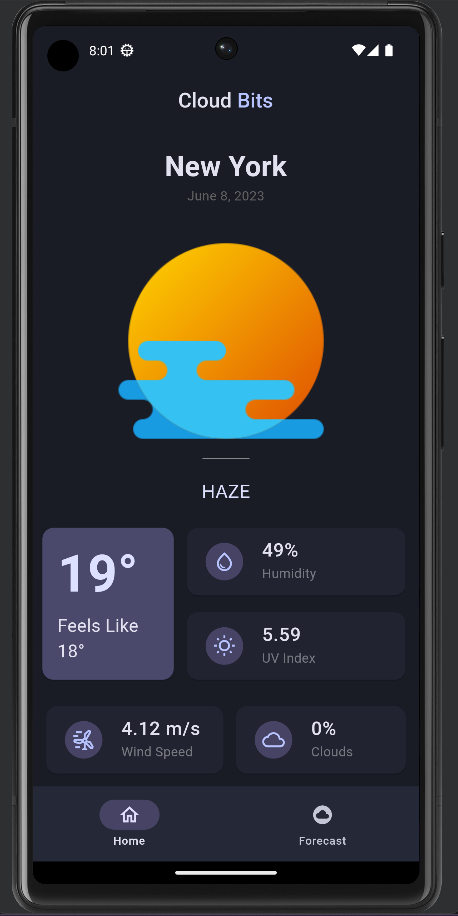 8:01
Cloud Bits
New York
June 8, 2023
HAZE
19°
Feels Like
18°
49%
Humidity
5.59
UV Index
4.12 m/s
Wind Speed
0%
Clouds
Home
Forecast